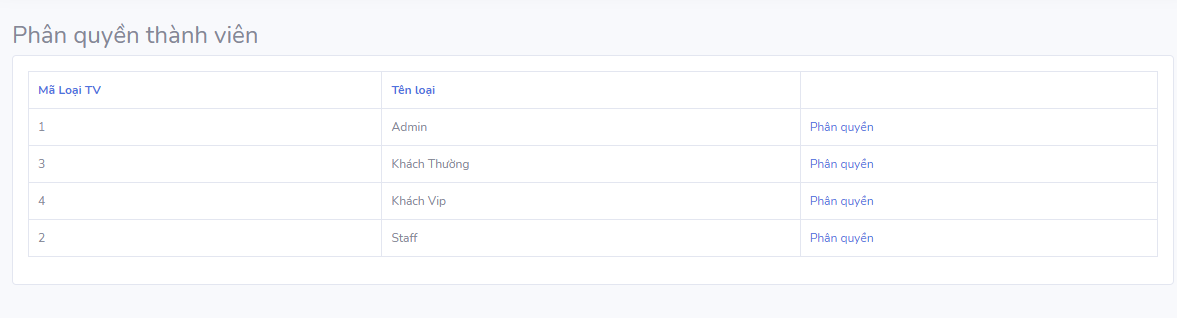 Phân quyền thành viên
Mã Loại TV Tên loại
1 Admin Phân quyền
3 Khách Thường Phân quyền
4 Khách Vip Phân quyền
2 Staff Phân quyền